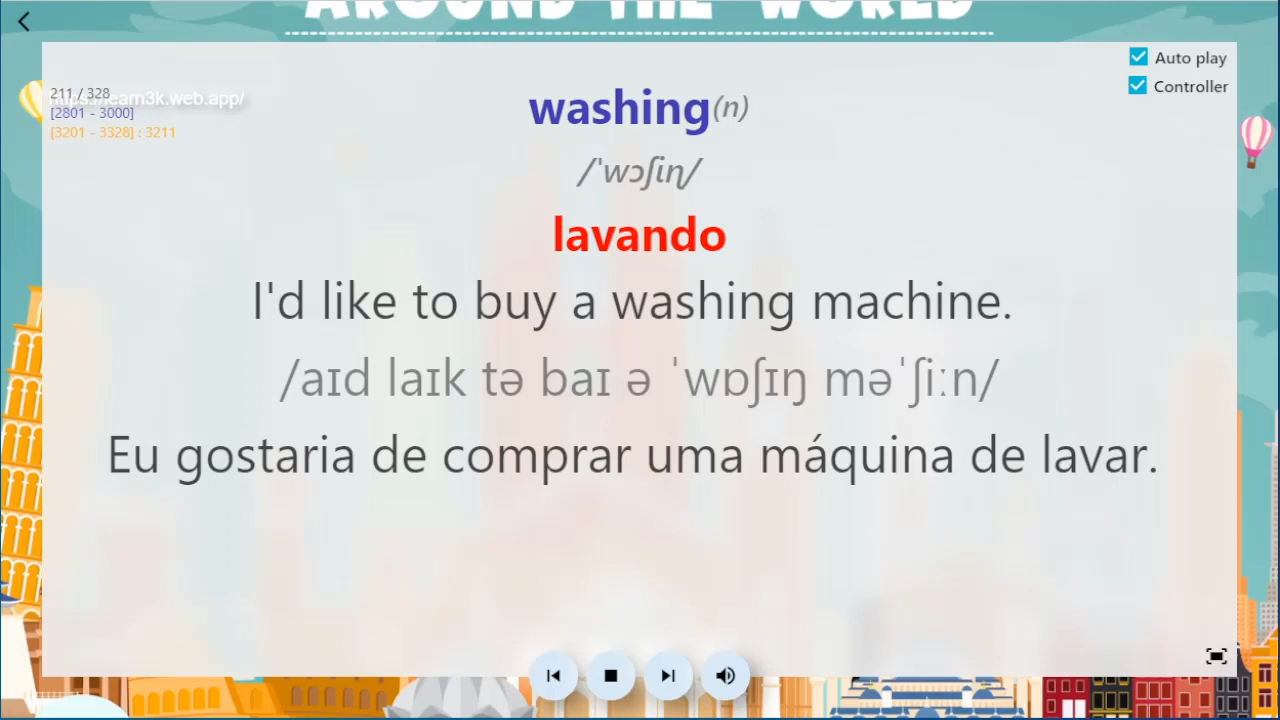 AROUND THE WORLD
Auto play
211 / 328
https://learn3k.web.app/
Controller
[2801 - 3000]
[3201 - 3328] : 3211
washing(n)
/ˈwɔʃɩƞ/
lavando
I'd like to buy a washing machine.
/aɪd laɪk tə baɪ ə ˈwɒʃɪŋ məˈʃiːn/
Eu gostaria de comprar uma máquina de lavar.